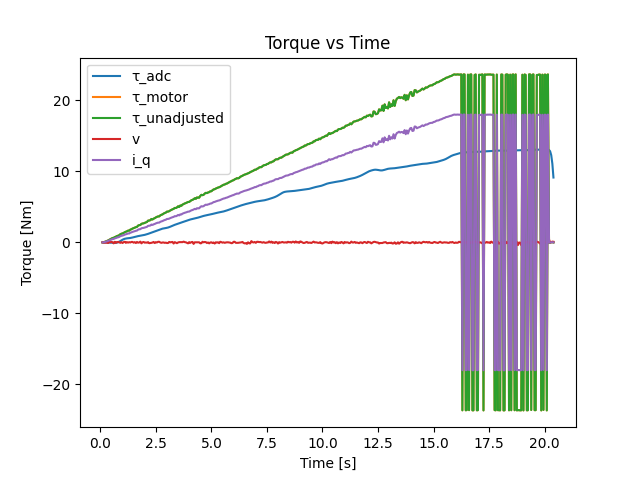 Torque vs Time
τ_adc
τ_motor
τ_unadjusted
v
i_q
Torque [Nm]
20
10
0
−10
−20
0.0 2.5 5.0 7.5 10.0 12.5 15.0 17.5 20.0
Time [s]